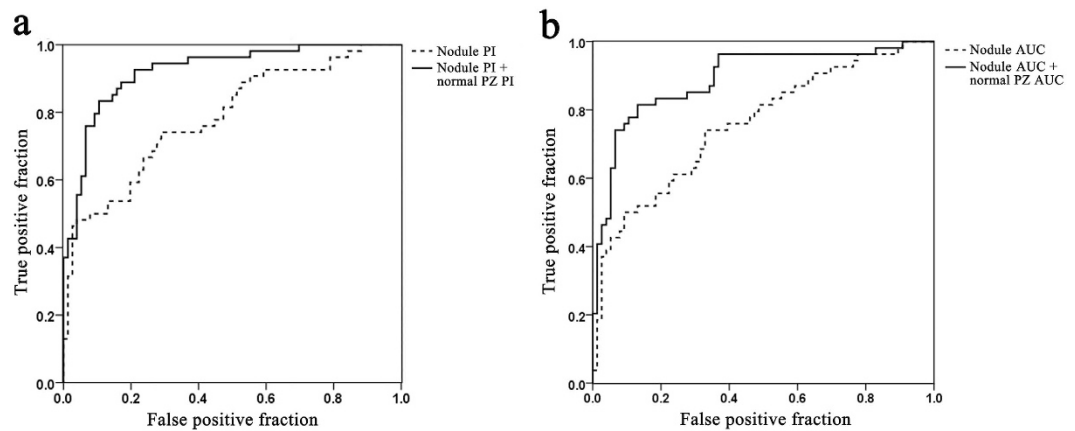 a
Nodule PI
Nodule PI +
normal PZ PI
1.0
0.8
0.6
0.4
0.2
0.0
True positive fraction
0.0 0.2 0.4 0.6 0.8 1.0
False positive fraction
b
Nodule AUC
Nodule AUC +
normal PZ AUC
1.0
0.8
0.6
0.4
0.2
0.0
True positive fraction
0.0 0.2 0.4 0.6 0.8 1.0
False positive fraction